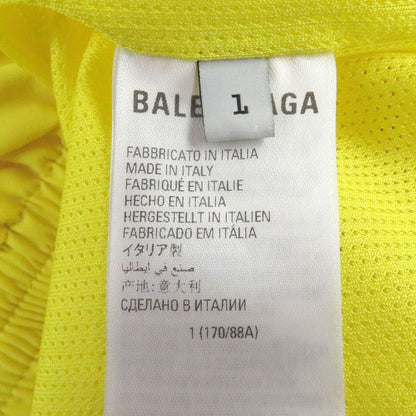 BALE AGA
1
FABBRICATO IN ITALIA
MADE IN ITALY
FABRIQUÉ EN ITALIE
HECHO EN ITALIA
HERGESTELLT IN ITALIEN
FABRICADO EM ITÁLIA
イタリア製
صنع في ايطاليا
产地:意大利
СДЕЛАНО В ИТАЛИИ
1 (170/88A)